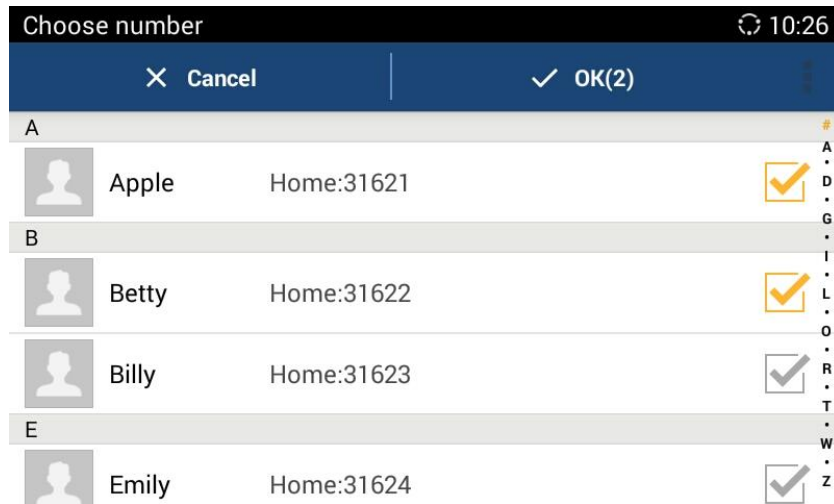 Choose number 10:26
Cancel OK(2)
A
Apple Home:31621
B
Betty Home:31622
Billy Home:31623
E
Emily Home:31624
#
A
D
G
I
L
O
R
T
W
Z